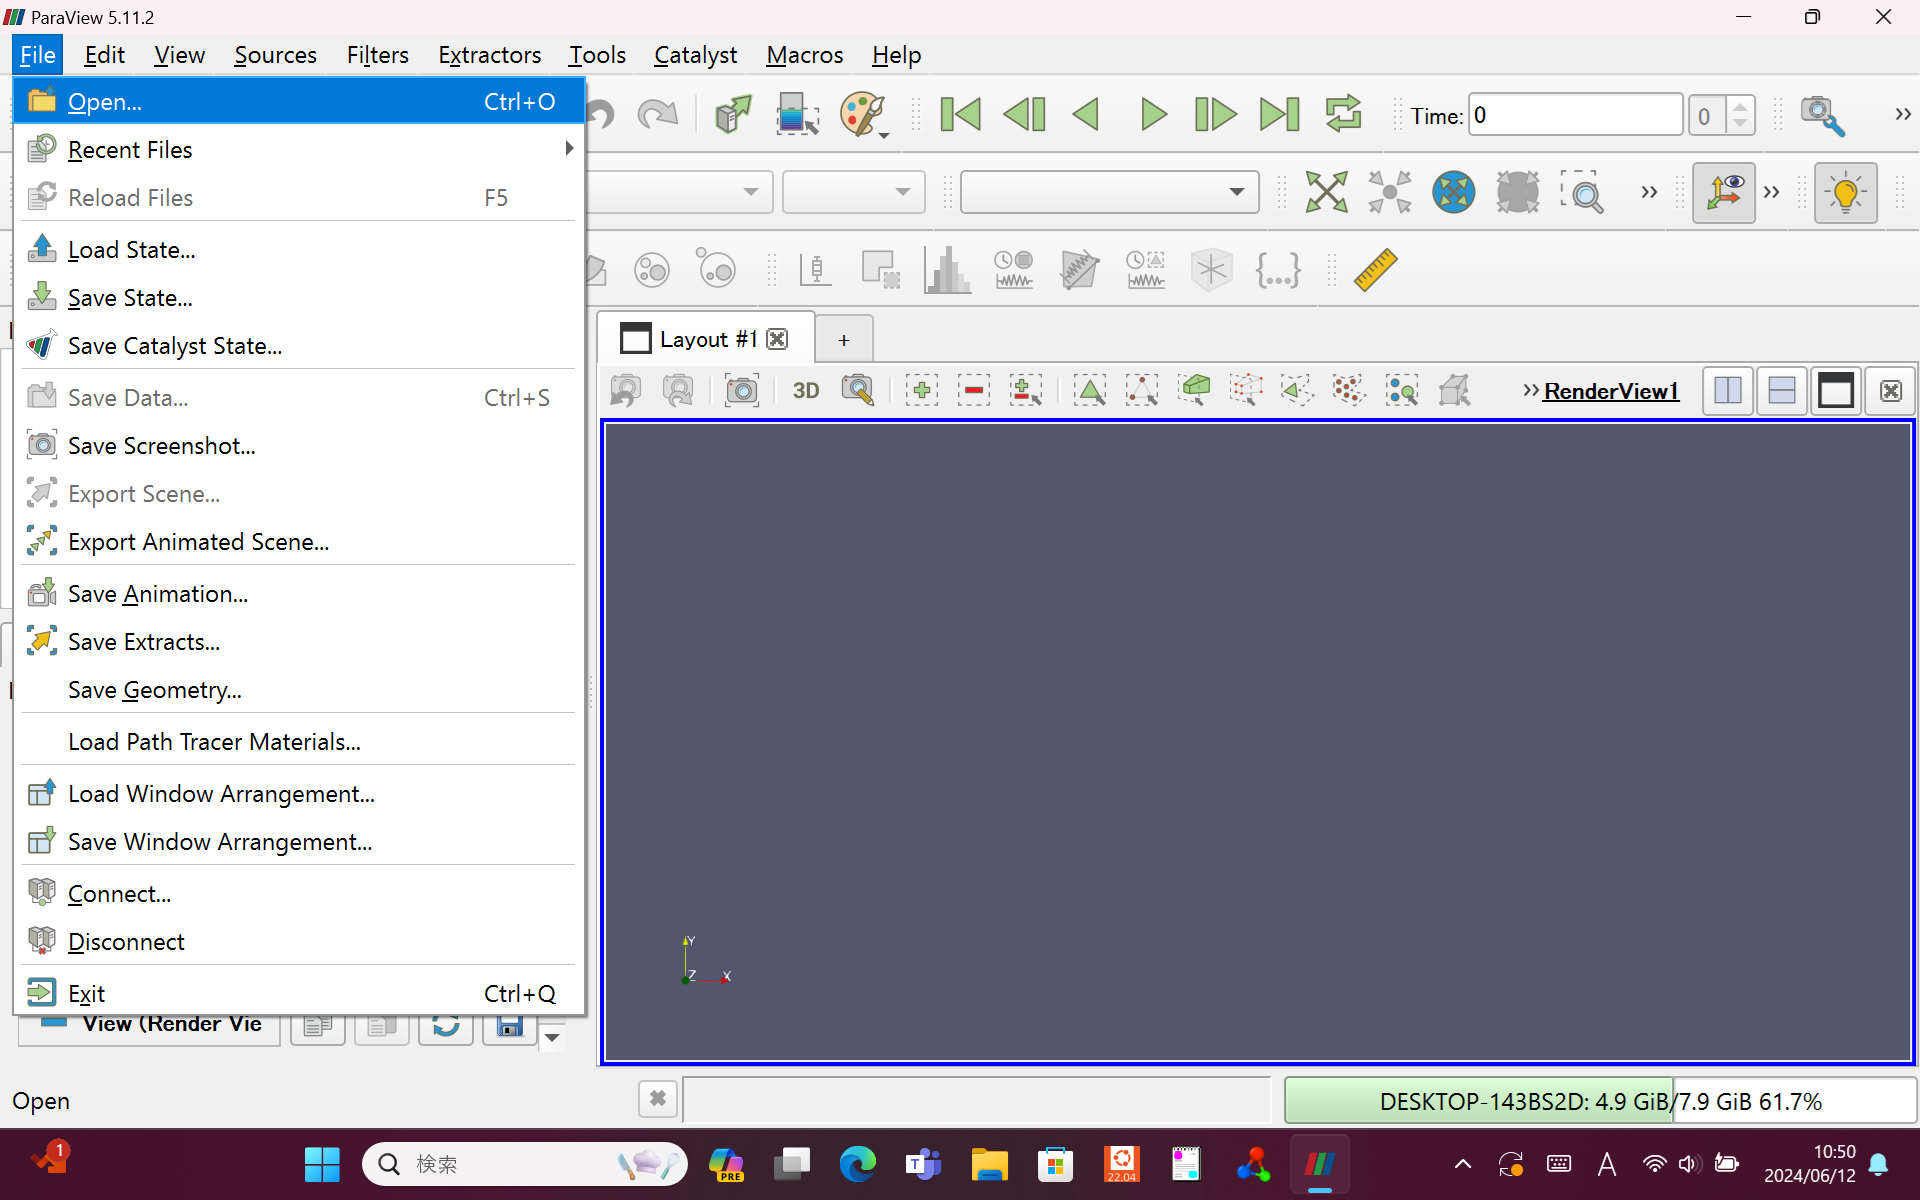 ParaView 5.11.2
File Edit View Sources Filters Extractors Tools Catalyst Macros Help
Open... Ctrl+O
Recent Files
Reload Files F5
Load State...
Save State...
Save Catalyst State...
Save Data... Ctrl+S
Save Screenshot...
Export Scene...
Export Animated Scene...
Save Animation...
Save Extracts...
Save Geometry...
Load Path Tracer Materials...
Load Window Arrangement...
Save Window Arrangement...
Connect...
Disconnect
Exit Ctrl+Q
View (Render Vie
Time: 0 0
Layout #1 +
3D RenderView1
Y
Z X
Open
DESKTOP-143BS2D: 4.9 GiB/7.9 GiB 61.7%
1
検索
PRE
T
22.04
A
10:50
2024/06/12